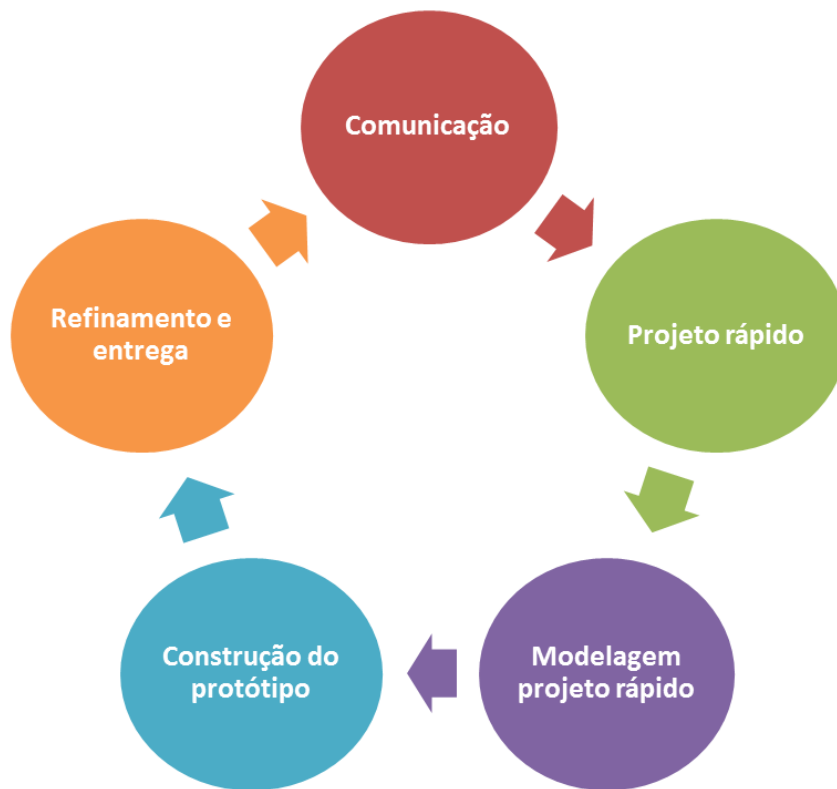 Comunicação
Projeto rápido
Modelagem
projeto rápido
Construção do
protótipo
Refinamento e
entrega